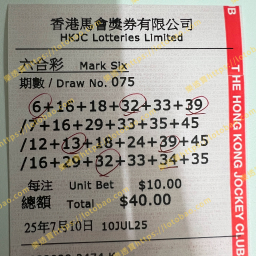 香港馬會獎券有限公司
HKJC Lotteries Limited
六合彩 Mark Six
期數 / Draw No. 075
6+16+18+32+33+39
/7+16+29+33+35+45
/12+13+18+24+39+45
/16+29+32+33+34+35
每注 Unit Bet $10.00
總額 Total $40.00
25年7月10日 10JUL25
B
THE HONG KONG JOCKEY CLUB